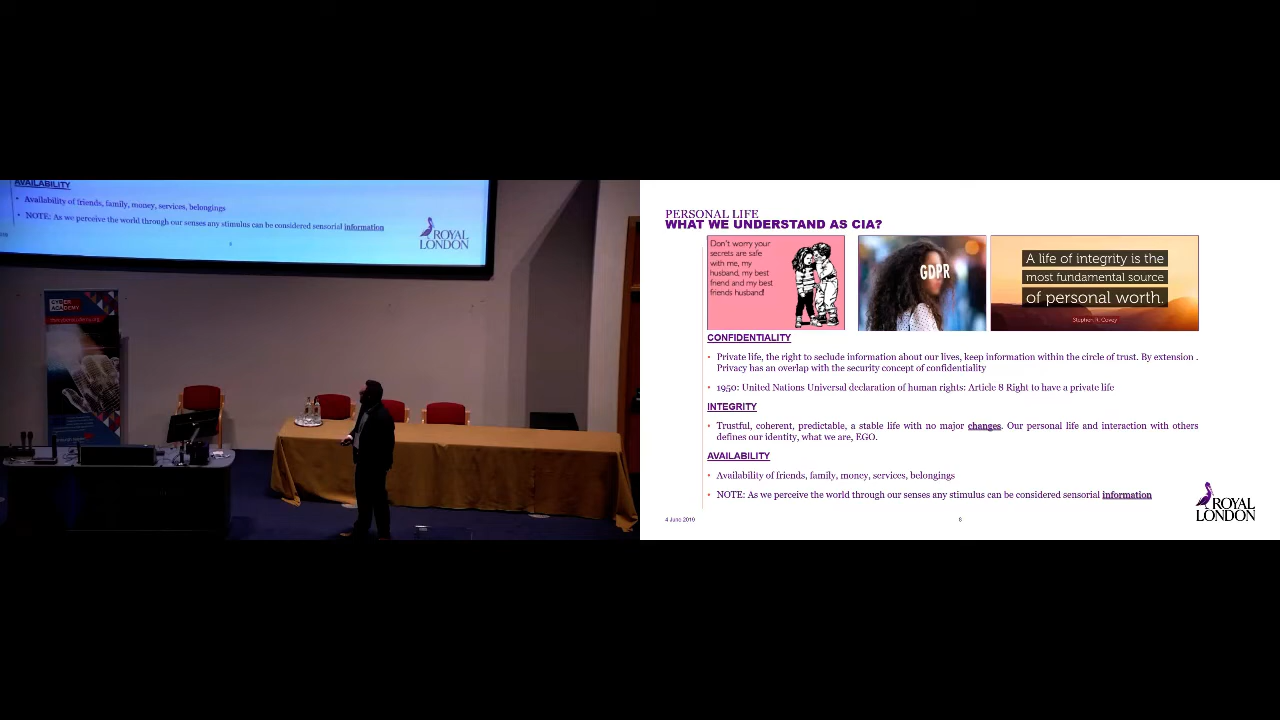 AVAILABILITY
• Availability of friends, family, money, services, belongings
• NOTE: As we perceive the world through our senses any stimulus can be considered sensorial information
ROYAL
LONDON
PERSONAL LIFE
WHAT WE UNDERSTAND AS CIA?
Don't worry your
secrets are safe
with me, my
husband, my best
friend and my best
friends husband!
GDPR
A life of integrity is the
most fundamental source
of personal worth.
Stephen R. Covey
CONFIDENTIALITY
• Private life, the right to seclude information about our lives, keep information within the circle of trust. By extension .
Privacy has an overlap with the security concept of confidentiality
• 1950: United Nations Universal declaration of human rights: Article 8 Right to have a private life
INTEGRITY
• Trustful, coherent, predictable, a stable life with no major changes. Our personal life and interaction with others
defines our identity, what we are, EGO.
AVAILABILITY
• Availability of friends, family, money, services, belongings
• NOTE: As we perceive the world through our senses any stimulus can be considered sensorial information
4 June 2019
8
ROYAL
LONDON